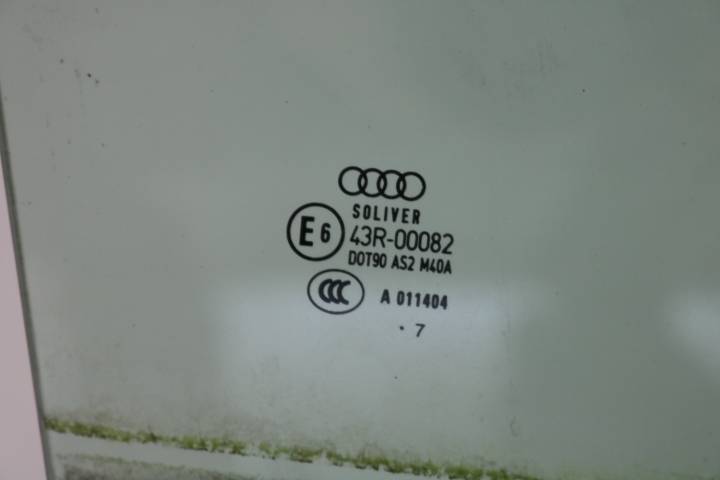 SOLIVER
E6 43R-00082
DOT90 AS2 M40A
CCC A 011404
. 7